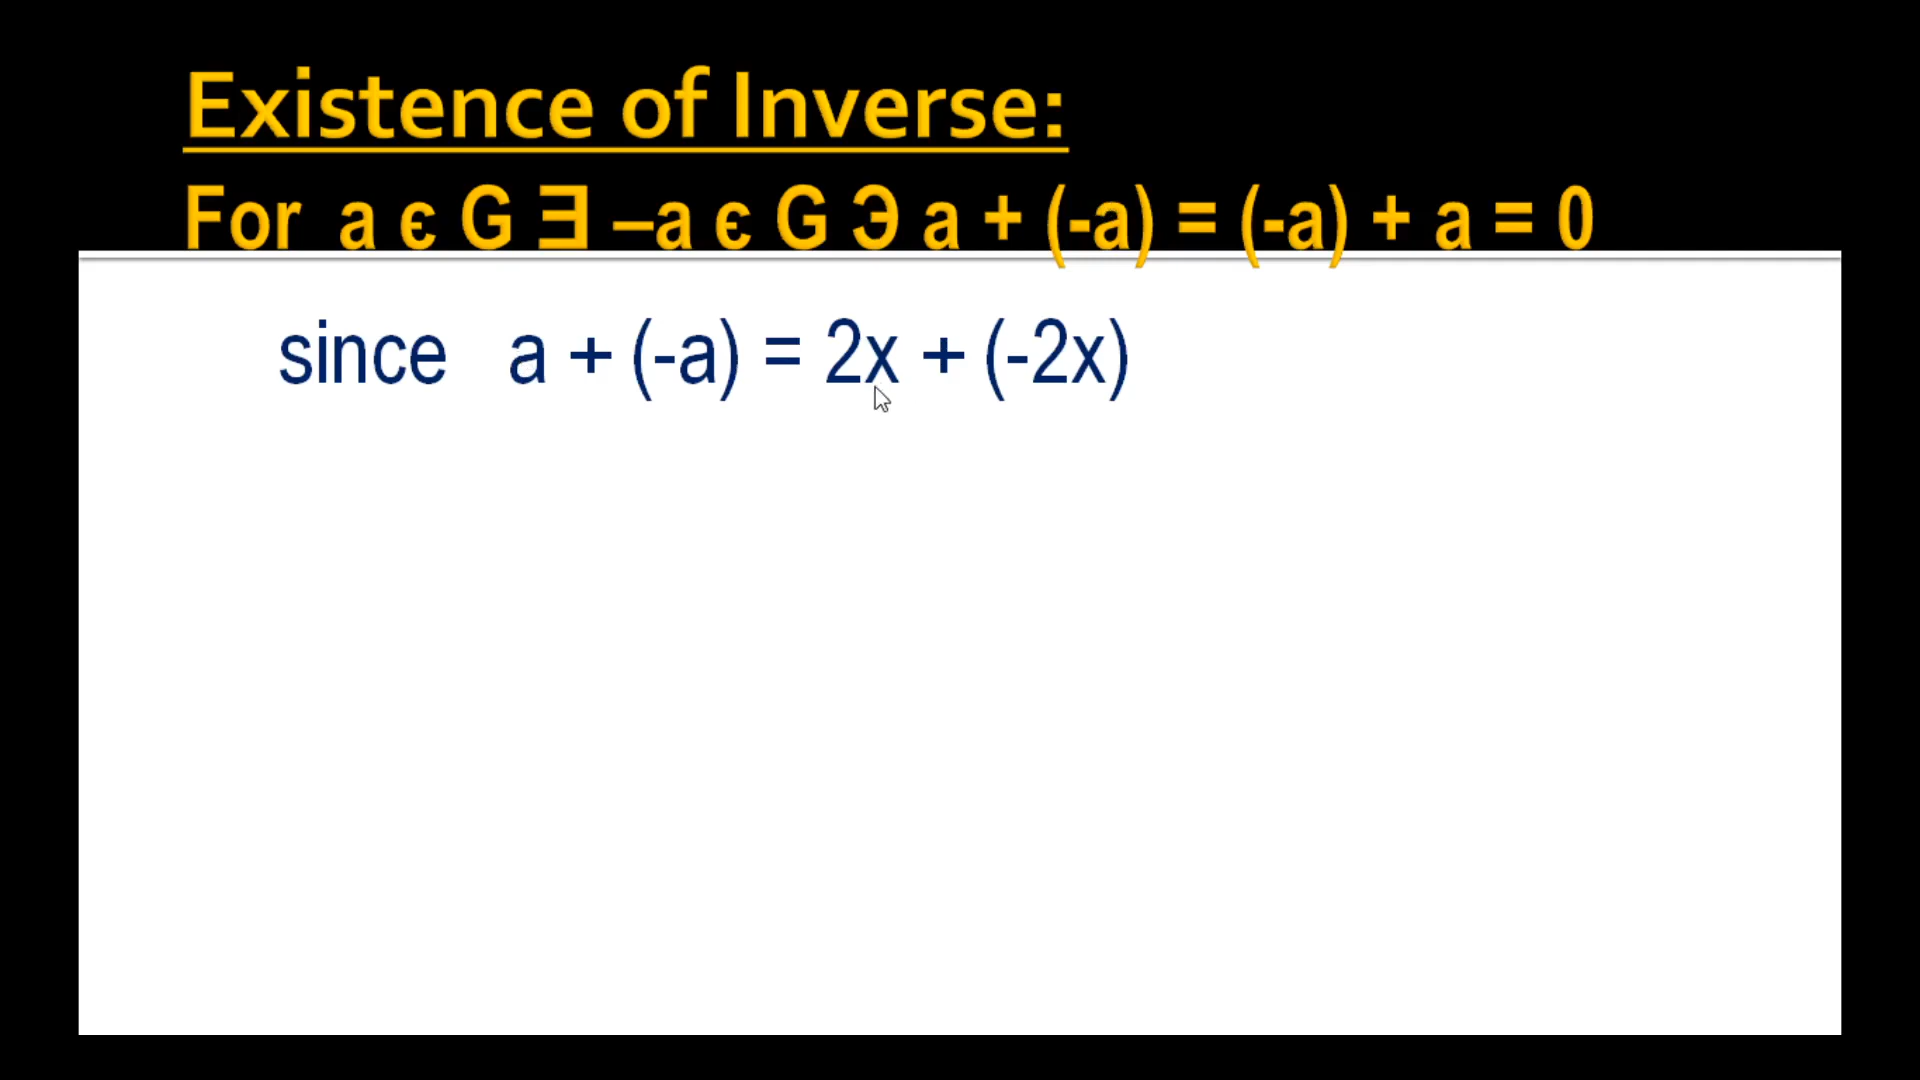 Existence of Inverse:
For a є G Ǝ –a є G Э a + (-a) = (-a) + a = 0
since a + (-a) = 2x + (-2x)